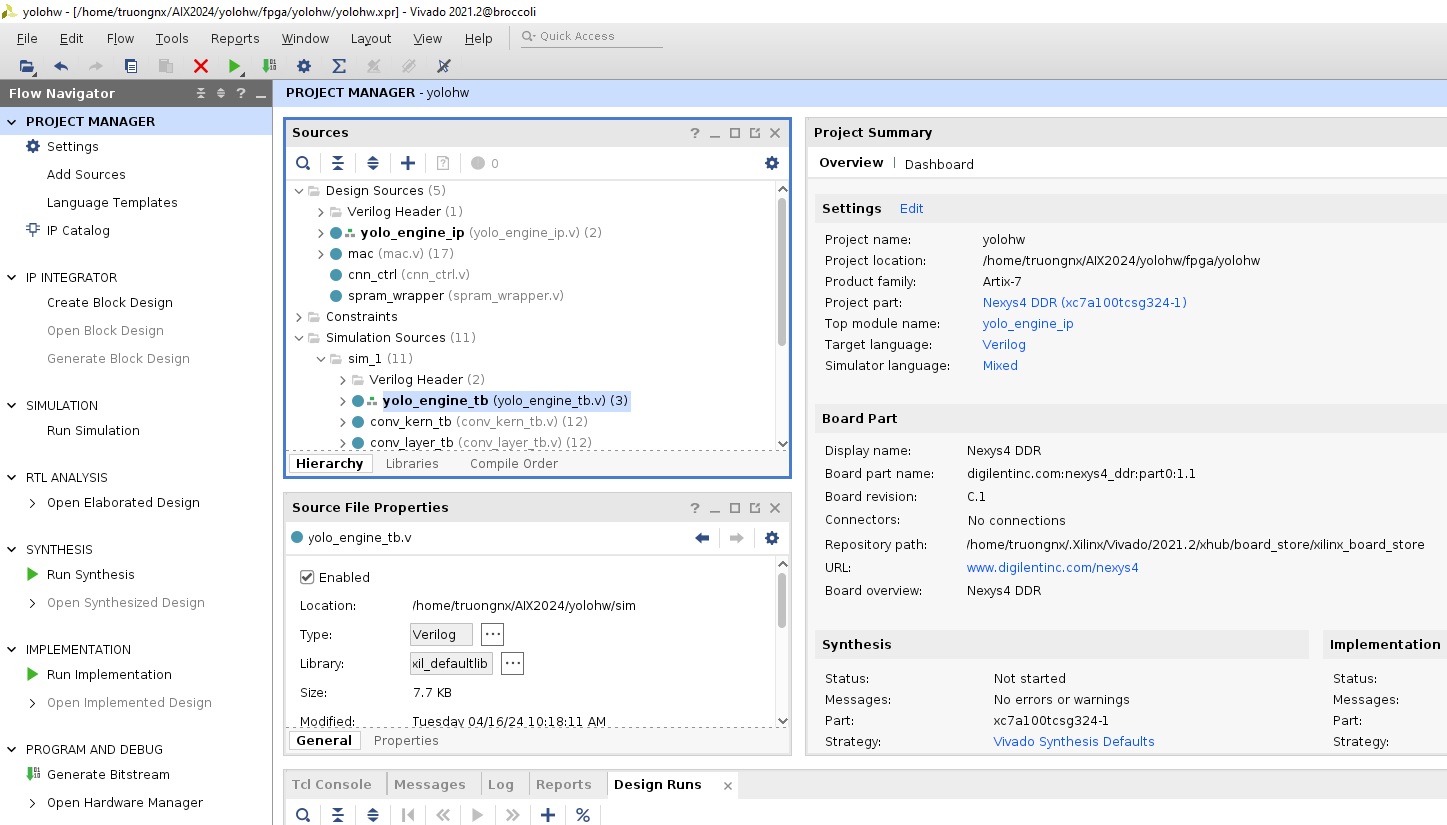 yolohw - [/home/truongnx/AIX2024/yolohw/fpga/yolohw/yolohw.xpr] - Vivado 2021.2@broccoli
File Edit Flow Tools Reports Window Layout View Help Quick Access
Flow Navigator
PROJECT MANAGER
Settings
Add Sources
Language Templates
IP Catalog
IP INTEGRATOR
Create Block Design
Open Block Design
Generate Block Design
SIMULATION
Run Simulation
RTL ANALYSIS
Open Elaborated Design
SYNTHESIS
Run Synthesis
Open Synthesized Design
IMPLEMENTATION
Run Implementation
Open Implemented Design
PROGRAM AND DEBUG
Generate Bitstream
Open Hardware Manager
PROJECT MANAGER - yolohw
Sources
0
Design Sources (5)
Verilog Header (1)
yolo_engine_ip (yolo_engine_ip.v) (2)
mac (mac.v) (17)
cnn_ctrl (cnn_ctrl.v)
spram_wrapper (spram_wrapper.v)
Constraints
Simulation Sources (11)
sim_1 (11)
Verilog Header (2)
yolo_engine_tb (yolo_engine_tb.v) (3)
conv_kern_tb (conv_kern_tb.v) (12)
conv_layer_tb (conv_layer_tb.v) (12)
Hierarchy Libraries Compile Order
Source File Properties
yolo_engine_tb.v
Enabled
Location: /home/truongnx/AIX2024/yolohw/sim
Type: Verilog ...
Library: xil_defaultlib ...
Size: 7.7 KB
Modified: Tuesday 04/16/24 10:18:11 AM
General Properties
Project Summary
Overview | Dashboard
Settings Edit
Project name: yolohw
Project location: /home/truongnx/AIX2024/yolohw/fpga/yolohw
Product family: Artix-7
Project part: Nexys4 DDR (xc7a100tcsg324-1)
Top module name: yolo_engine_ip
Target language: Verilog
Simulator language: Mixed
Board Part
Display name: Nexys4 DDR
Board part name: digilentinc.com:nexys4_ddr:part0:1.1
Board revision: C.1
Connectors: No connections
Repository path: /home/truongnx/.Xilinx/Vivado/2021.2/xhub/board_store/xilinx_board_store
URL: www.digilentinc.com/nexys4
Board overview: Nexys4 DDR
Synthesis
Status: Not started
Messages: No errors or warnings
Part: xc7a100tcsg324-1
Strategy: Vivado Synthesis Defaults
Implementation
Status:
Messages:
Part:
Strategy:
Tcl Console Messages Log Reports Design Runs